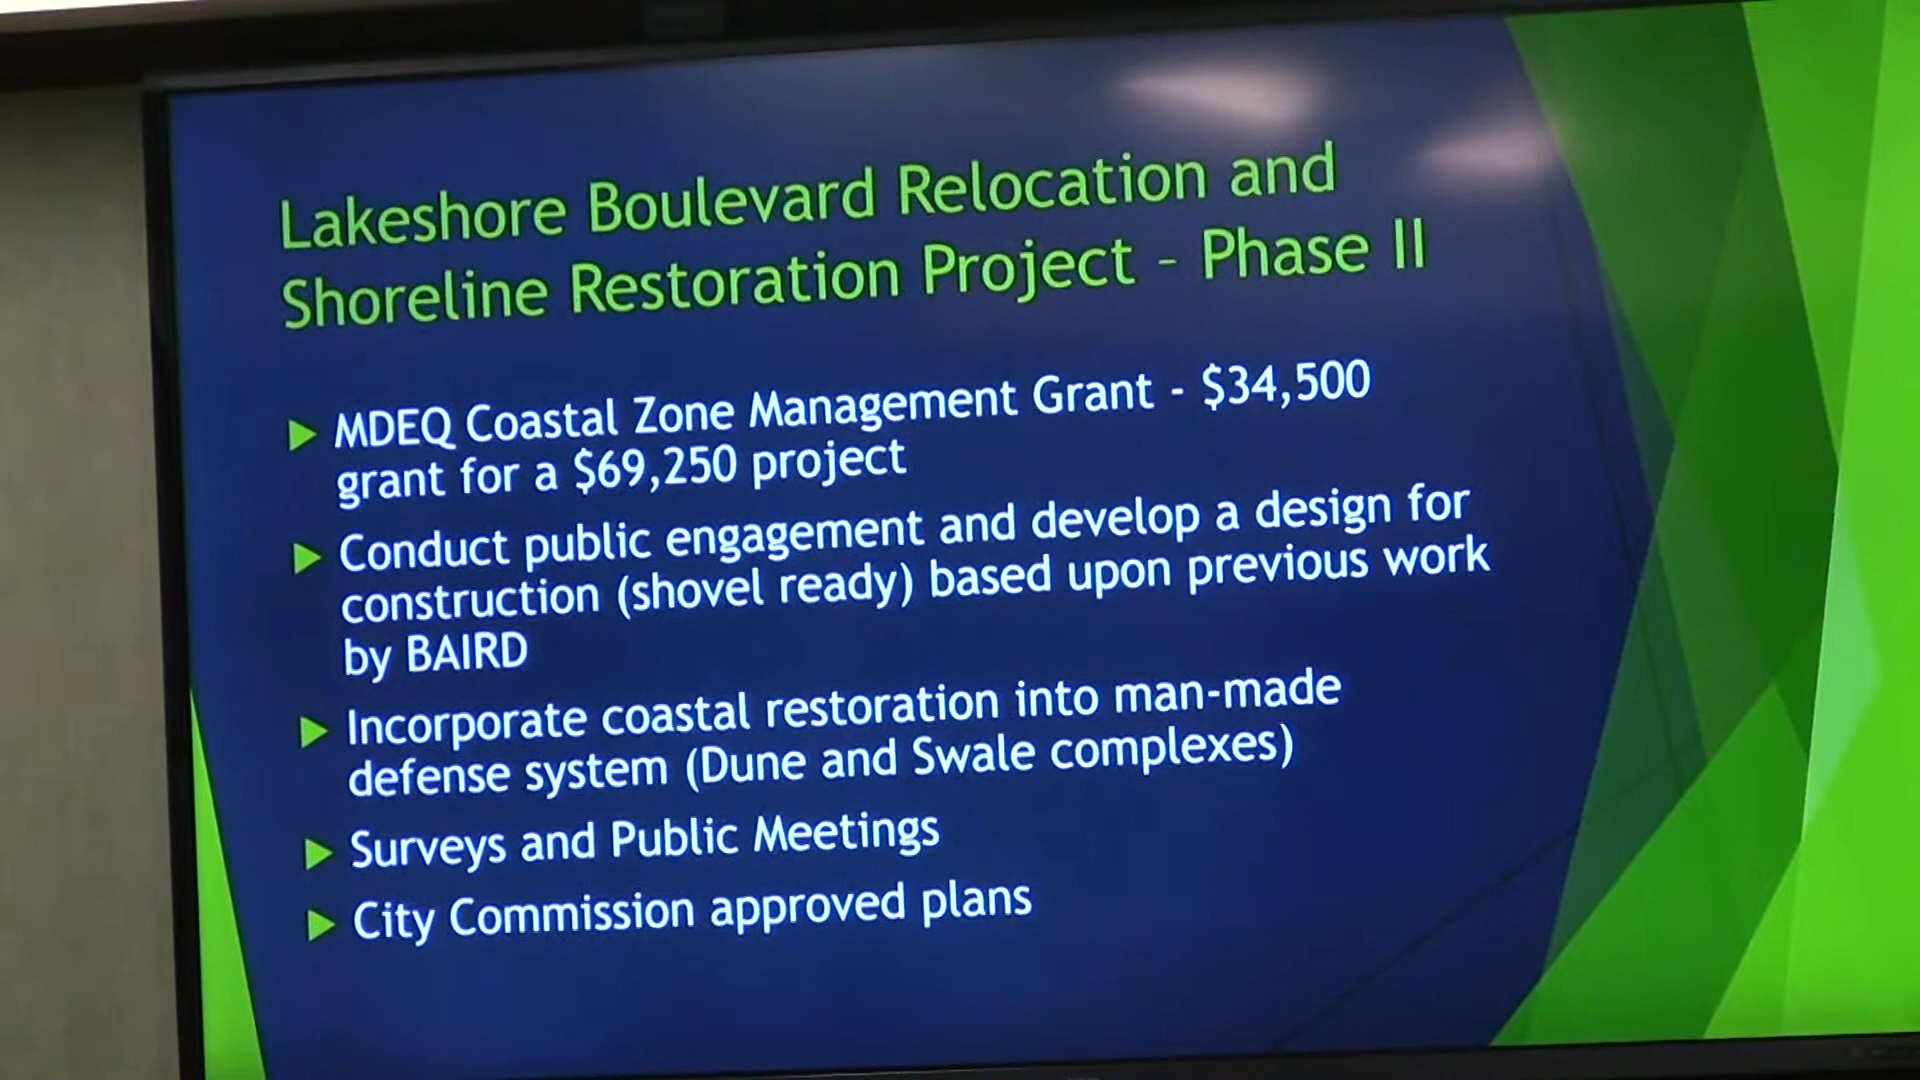 Lakeshore Boulevard Relocation and
Shoreline Restoration Project - Phase II
MDEQ Coastal Zone Management Grant - $34,500
grant for a $69,250 project
Conduct public engagement and develop a design for
construction (shovel ready) based upon previous work
by BAIRD
Incorporate coastal restoration into man-made
defense system (Dune and Swale complexes)
Surveys and Public Meetings
City Commission approved plans